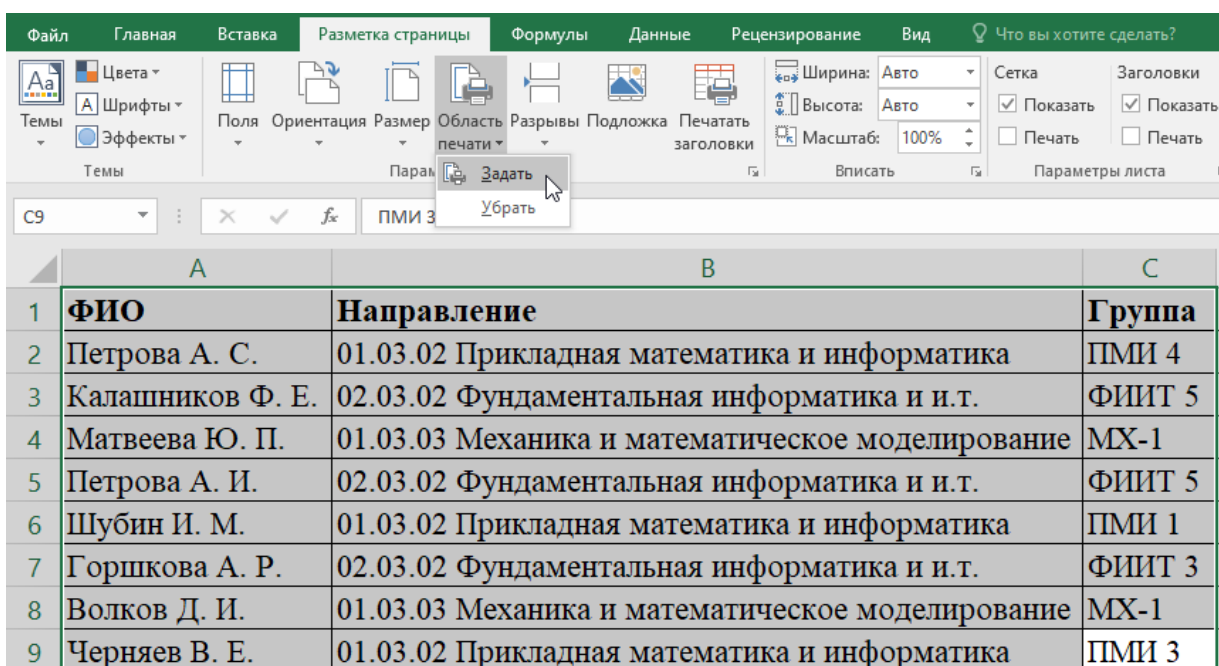 Файл Главная Вставка Разметка страницы Формулы Данные Рецензирование Вид Что вы хотите сделать?
Aa Цвета Ширина: Авто Сетка Заголовки
А Шрифты Высота: Авто Показать Показать
Темы Эффекты Поля Ориентация Размер Область печати Разрывы Подложка Печатать заголовки Масштаб: 100% Печать Печать
Темы Парам Вписать Параметры листа
Задать
Убрать
C9 fx ПМИ 3
A B C
1 ФИО Направление Группа
2 Петрова А. С. 01.03.02 Прикладная математика и информатика ПМИ 4
3 Калашников Ф. Е. 02.03.02 Фундаментальная информатика и и.т. ФИИТ 5
4 Матвеева Ю. П. 01.03.03 Механика и математическое моделирование МХ-1
5 Петрова А. И. 02.03.02 Фундаментальная информатика и и.т. ФИИТ 5
6 Шубин И. М. 01.03.02 Прикладная математика и информатика ПМИ 1
7 Горшкова А. Р. 02.03.02 Фундаментальная информатика и и.т. ФИИТ 3
8 Волков Д. И. 01.03.03 Механика и математическое моделирование МХ-1
9 Черняев В. Е. 01.03.02 Прикладная математика и информатика ПМИ 3